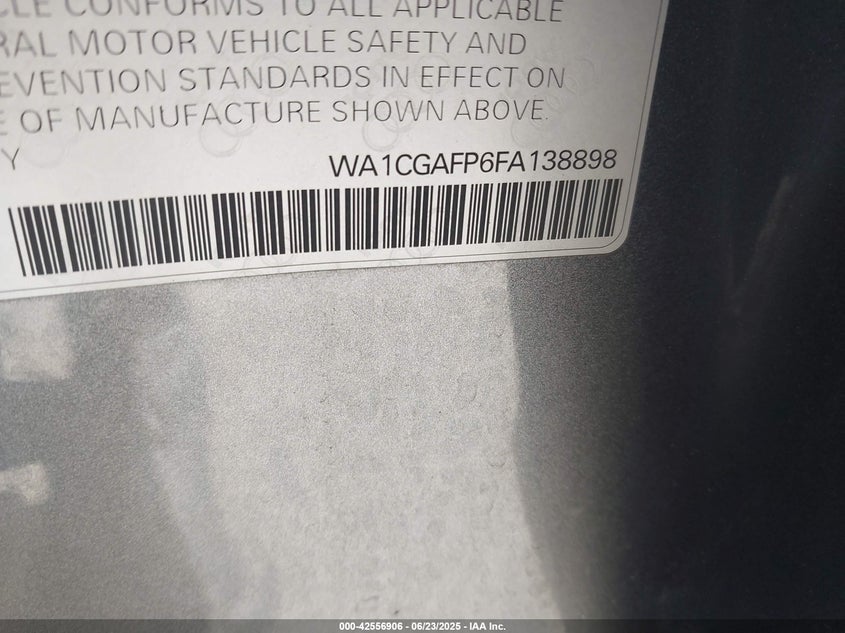 CLE CONFORMS TO ALL APPLICABLE
RAL MOTOR VEHICLE SAFETY AND
EVENTION STANDARDS IN EFFECT ON
E OF MANUFACTURE SHOWN ABOVE.
Y
WA1CGAFP6FA138898
000-42556906 - 06/23/2025 - IAA Inc.